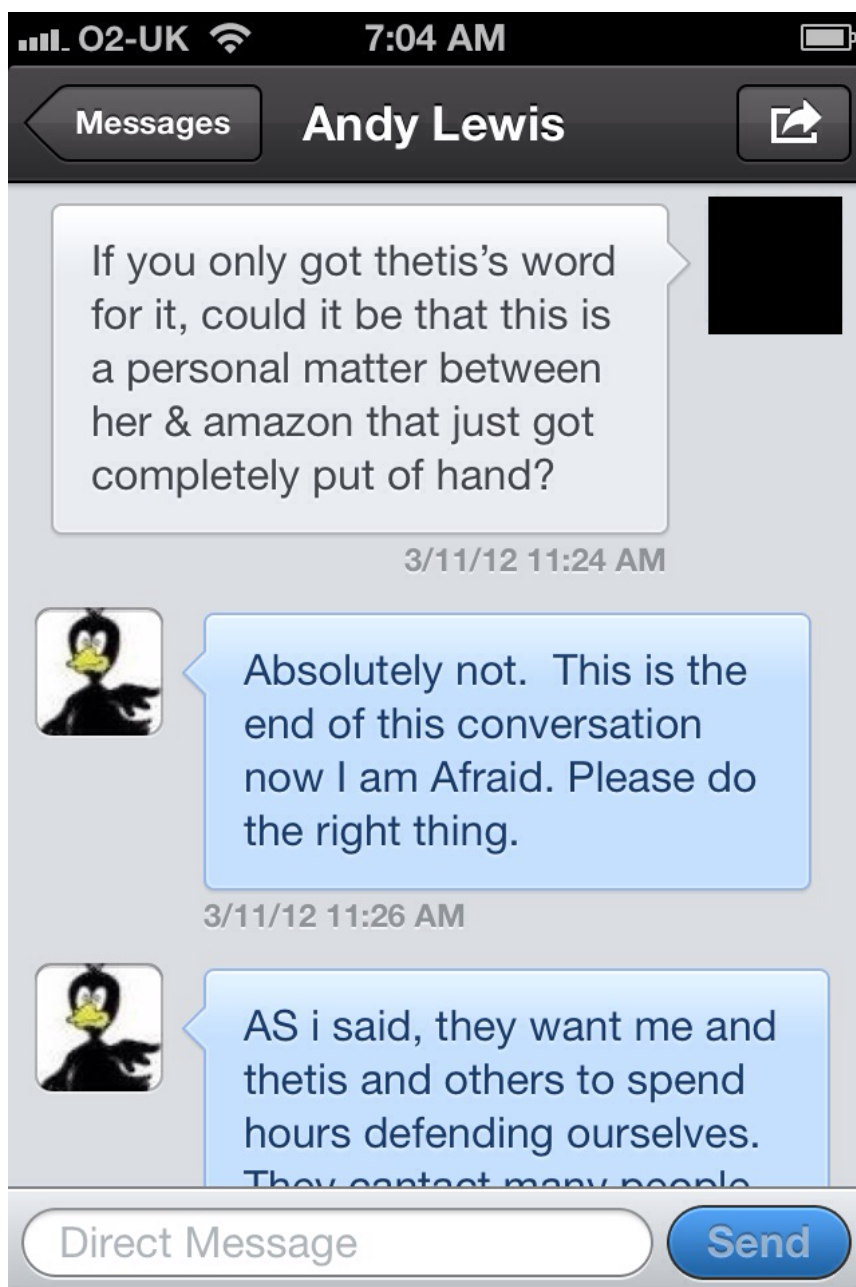 O2-UK 7:04 AM
Messages Andy Lewis
If you only got thetis's word
for it, could it be that this is
a personal matter between
her & amazon that just got
completely put of hand?
3/11/12 11:24 AM
Absolutely not.  This is the
end of this conversation
now I am Afraid. Please do
the right thing.
3/11/12 11:26 AM
AS i said, they want me and
thetis and others to spend
hours defending ourselves.
They cantact many people
Direct Message Send